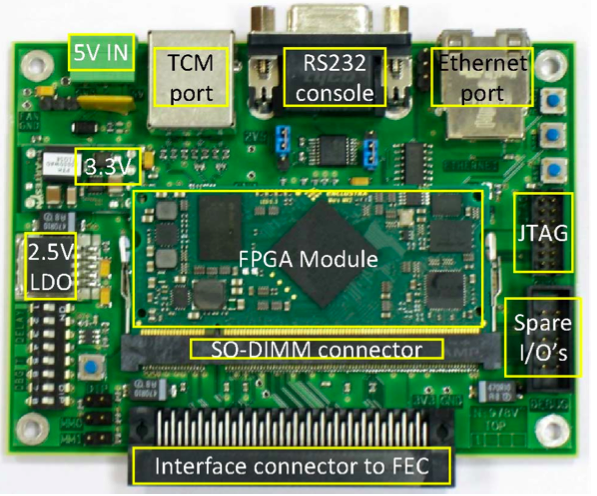 5V IN
TCM
port
RS232
console
Ethernet
port
3.3V
JTAG
FPGA Module
2.5V
LDO
Spare
I/O's
SO-DIMM connector
TOP
Interface connector to FEC